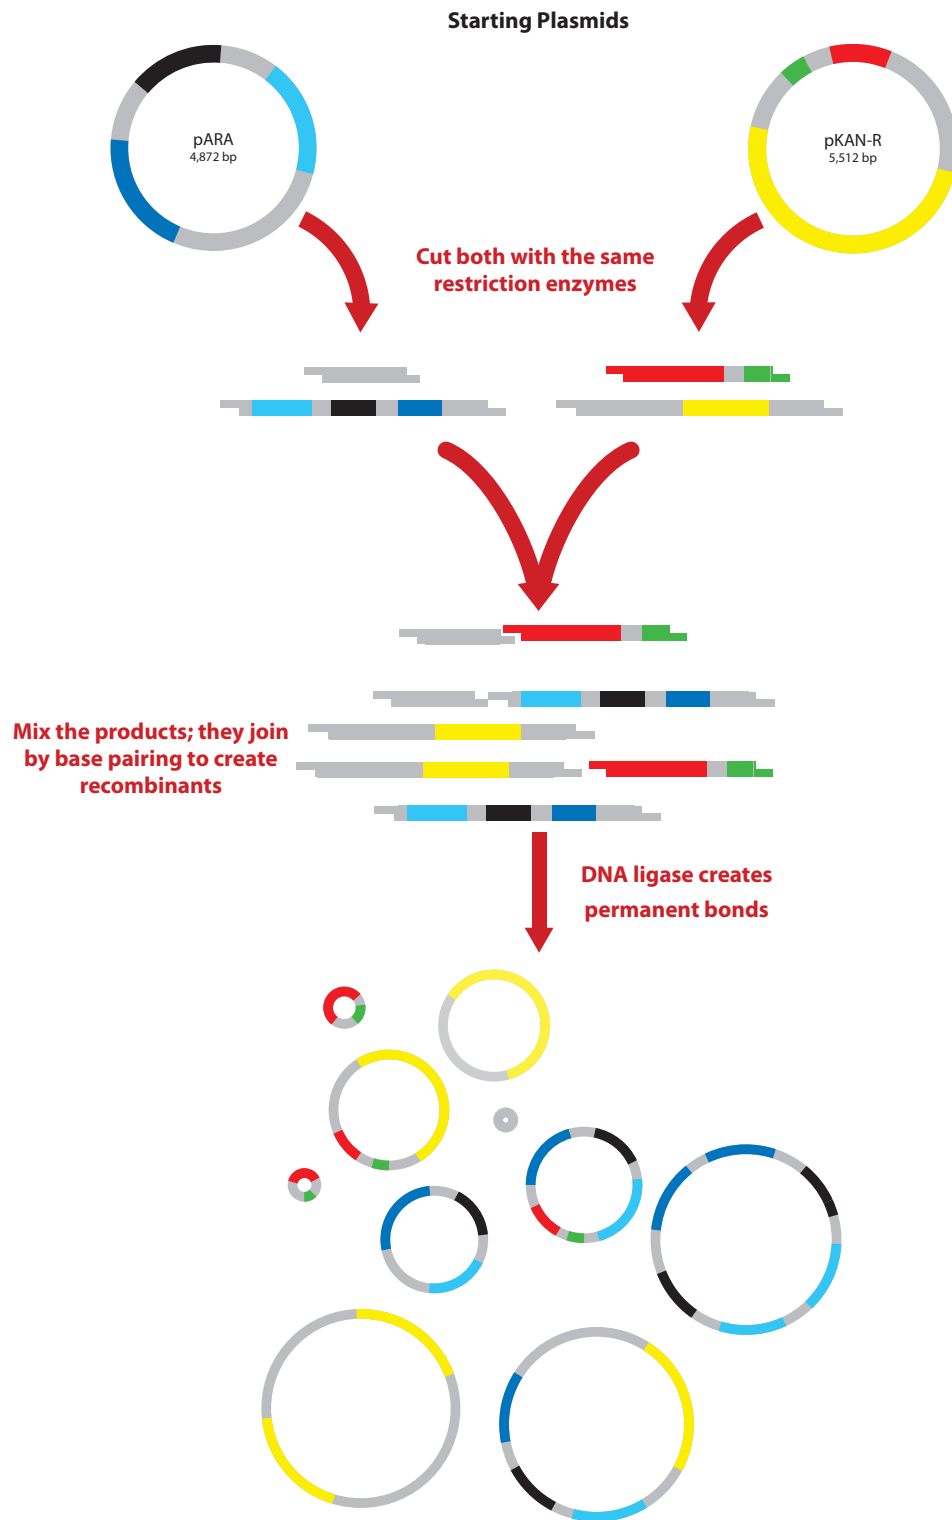 Starting Plasmids
pARA
4,872 bp
pKAN-R
5,512 bp
Cut both with the same
restriction enzymes
Mix the products; they join
by base pairing to create
recombinants
DNA ligase creates
permanent bonds